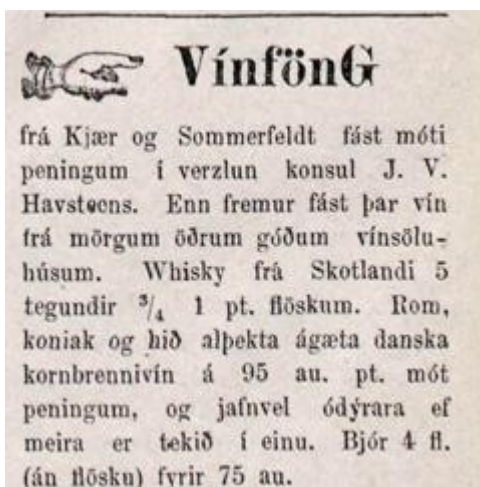 VínfönG
frá Kjær og Sommerfeldt fást móti
peningum í verzlun konsul J. V.
Havsteens. Enn fremur fást þar vín
frá mörgum öðrum góðum vínsölu-
húsum. Whisky frá Skotlandi 5
tegundir ³/₄ 1 pt. flöskum. Rom,
koniak og hið alþekta ágæta danska
kornbrennivín á 95 au. pt. mót
peningum, og jafnvel ódýrara ef
meira er tekið í einu. Bjór 4 fl.
(án flösku) fyrir 75 au.